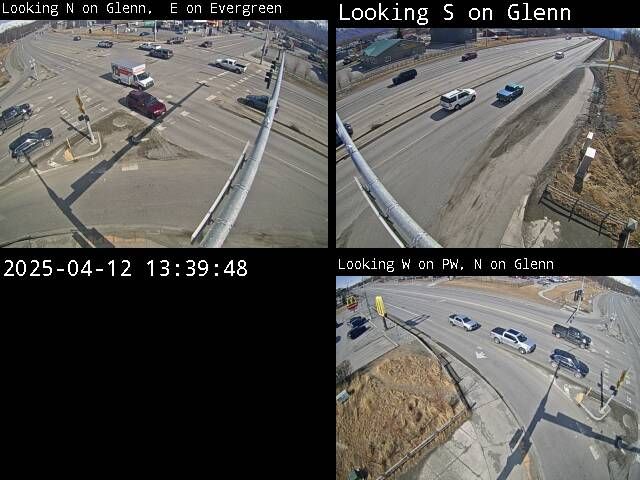 Looking N on Glenn,  E on Evergreen
Looking S on Glenn
2025-04-12 13:39:48
Looking W on PW, N on Glenn